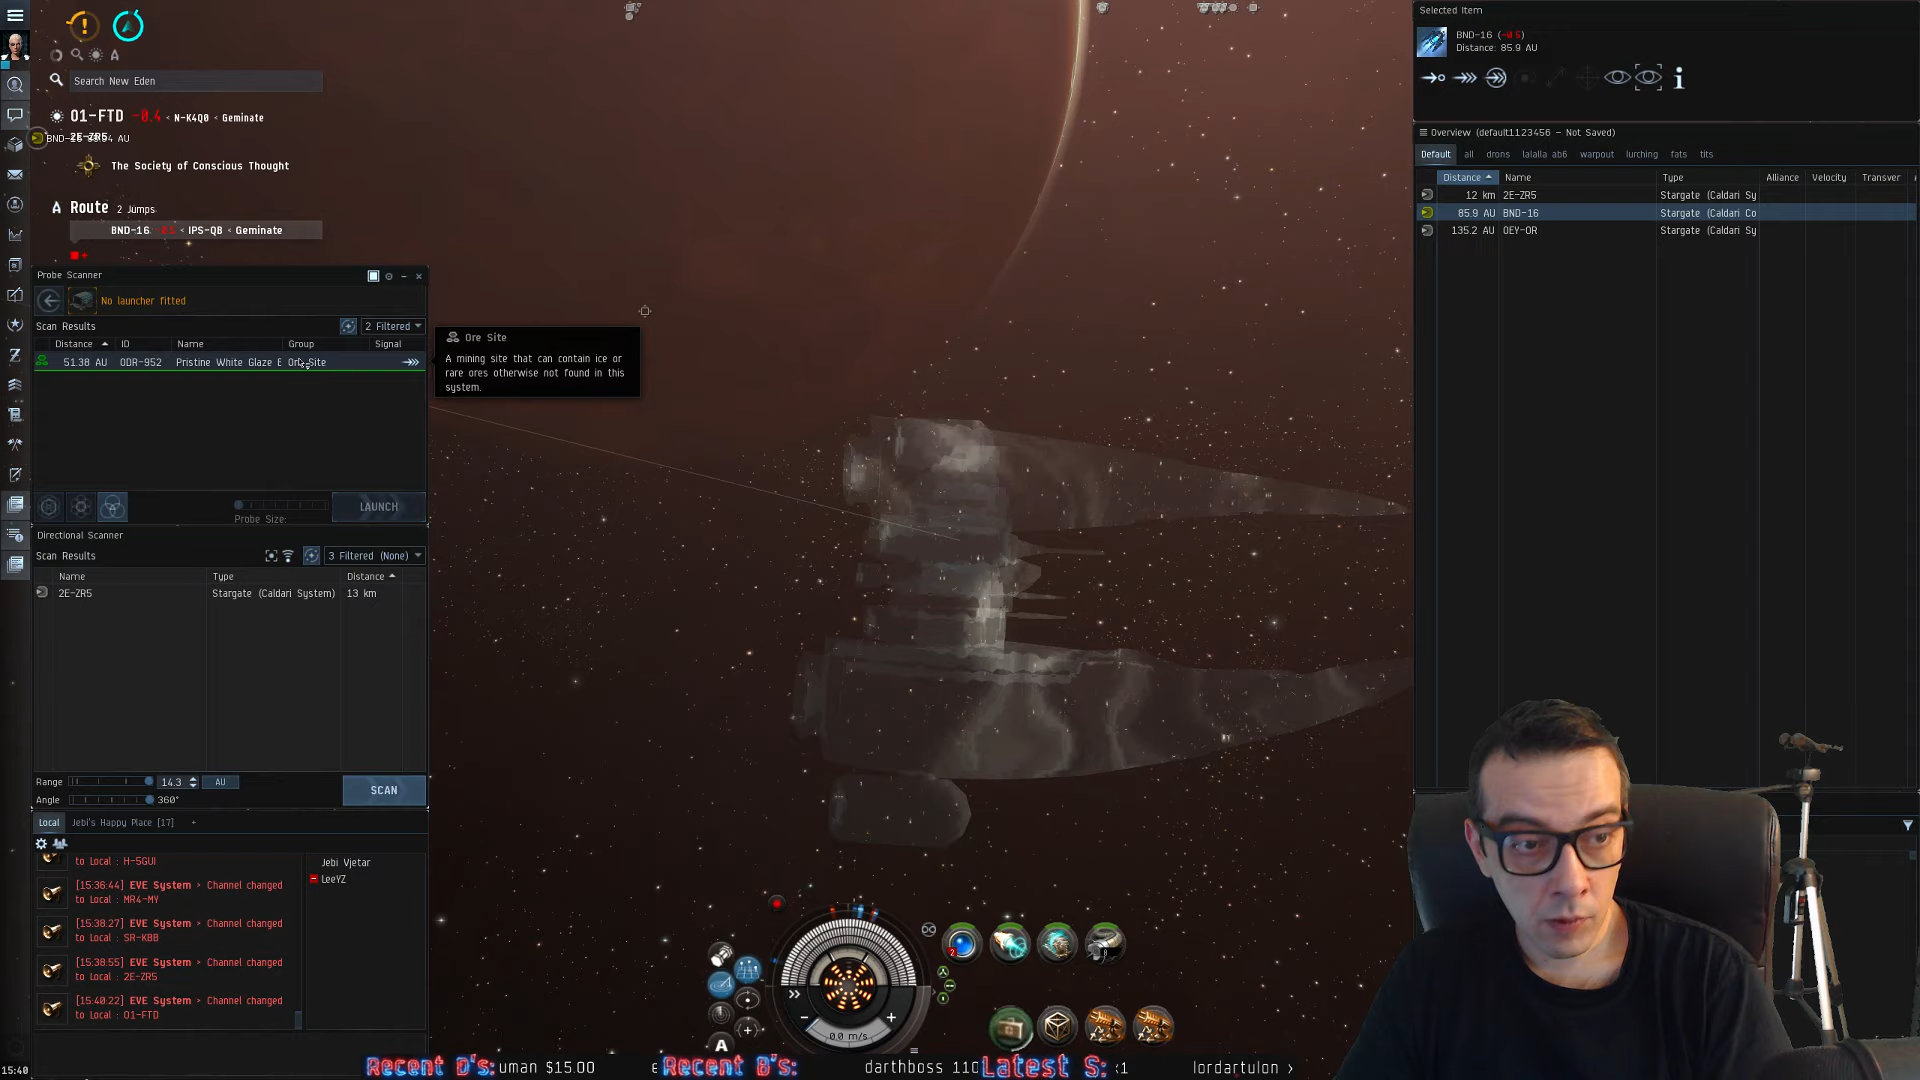 Search New Eden
O1-FTD -0.4 < N-K4Q0 < Geminate
2E-ZR5
The Society of Conscious Thought
Route 2 Jumps
BND-16 < IPS-QB < Geminate
Probe Scanner
No launcher fitted
Scan Results
2 Filtered
Distance ID Name Group Signal
51.38 AU ODR-952 Pristine White Glaze
Ore Site
A mining site that can contain ice or
rare ores otherwise not found in this
system.
Probe Size:
LAUNCH
Directional Scanner
Scan Results
3 Filtered (None)
Name Type Distance
2E-ZR5 Stargate (Caldari System) 13 km
Range 14.3 AU
Angle 360°
SCAN
Local Jebi's Happy Place [17] +
to Local : H-5GUI
[15:36:44] EVE System > Channel changed
to Local : MR4-MY
[15:38:27] EVE System > Channel changed
to Local : SR-KBB
[15:38:55] EVE System > Channel changed
to Local : 2E-ZR5
[15:40:22] EVE System > Channel changed
to Local : O1-FTD
Jebi Vjetar
LeeYZ
15:40
0.0 m/s
A
Recent D's: uman $15.00
Recent B's: darthboss 110
Latest S: x1 lordartulon >
Selected Item
BND-16 (-0.5)
Distance: 85.9 AU
Overview (default1123456 – Not Saved)
Default all drons lalalla ab6 warpout lurching fats tits
Distance Name Type Alliance Velocity Transver
12 km 2E-ZR5 Stargate (Caldari Sy
85.9 AU BND-16 Stargate (Caldari Co
135.2 AU OEY-OR Stargate (Caldari Sy